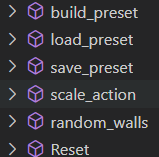 build_preset
load_preset
save_preset
scale_action
random_walls
Reset